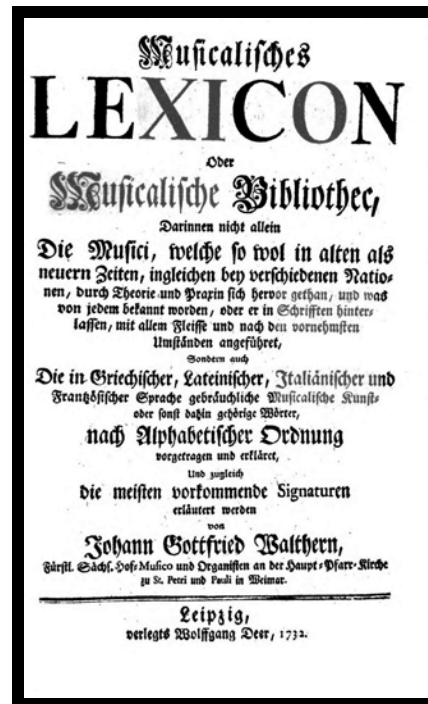 Musicalisches
LEXICON
Oder
Musicalische Bibliothec,
Darinnen nicht allein
Die Musici, welche so wol in alten als
neuern Zeiten, ingleichen bey verschiedenen Natio-
nen, durch Theorie und Praxin sich hervor gethan, und was
von jedem bekannt worden, oder er in Schrifften hinter-
lassen, mit allem Fleisse und nach den vornehmsten
Umständen angeführet,
Sondern auch
Die in Griechischer, Lateinischer, Italiänischer und
Frantzösischer Sprache gebräuchliche Musicalische Kunst-
oder sonst dahin gehörige Wörter,
nach Alphabetischer Ordnung
vorgetragen und erkläret,
Und zugleich
die meisten vorkommende Signaturen
erläutert werden
von
Johann Gottfried Walthern,
Fürstl. Sächs. Hof-Musico und Organisten an der Haupt-Pfarr-Kirche
zu St. Petri und Pauli in Weimar.
Leipzig,
verlegts Wolffgang Deer, 1732.